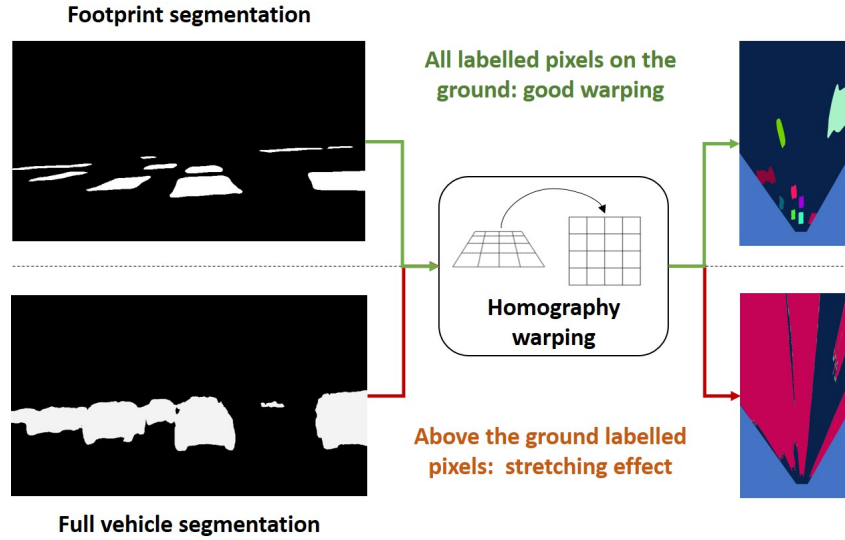 Footprint segmentation
All labelled pixels on the
ground: good warping
Homography
warping
Above the ground labelled
pixels: stretching effect
Full vehicle segmentation